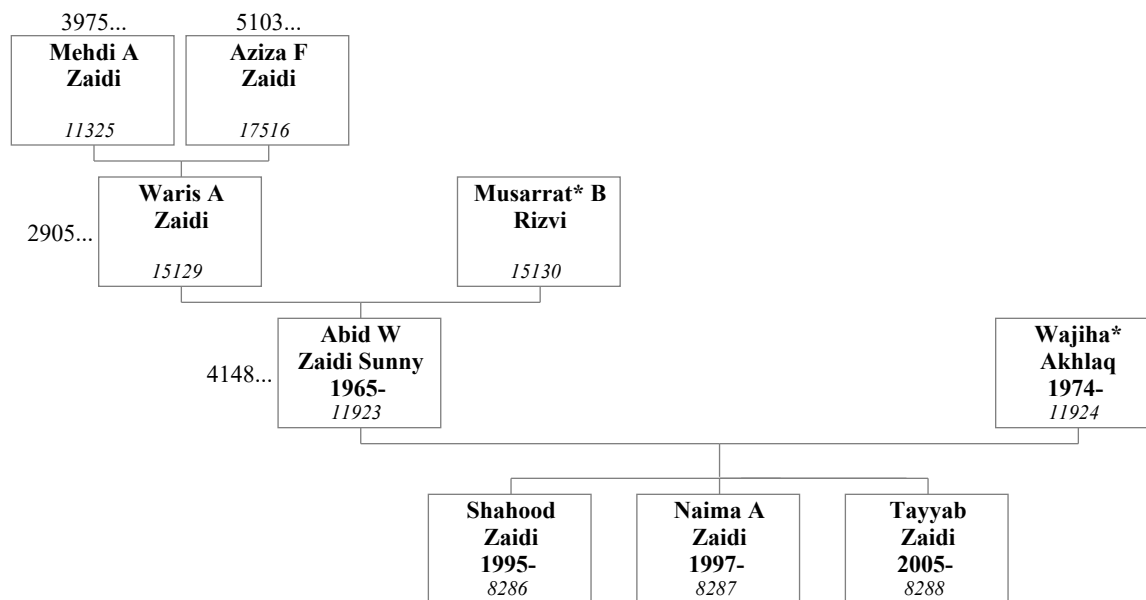 3975...
5103...
Mehdi A
Zaidi
11325
Aziza F
Zaidi
17516
2905...
Waris A
Zaidi
15129
Musarrat* B
Rizvi
15130
4148...
Abid W
Zaidi Sunny
1965-
11923
Wajiha*
Akhlaq
1974-
11924
Shahood
Zaidi
1995-
8286
Naima A
Zaidi
1997-
8287
Tayyab
Zaidi
2005-
8288